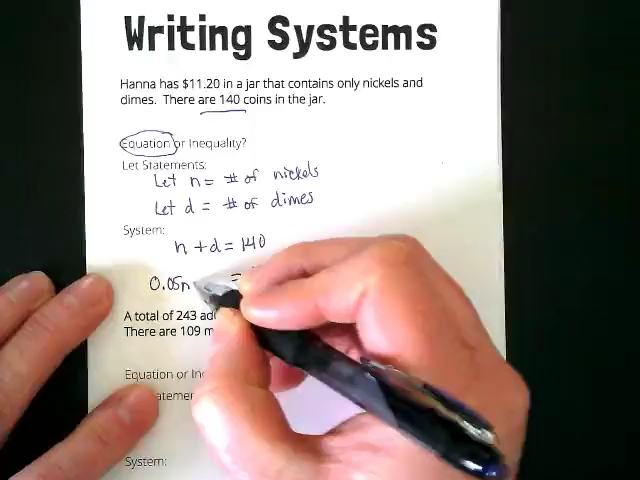 Writing Systems
Hanna has $11.20 in a jar that contains only nickels and
dimes. There are 140 coins in the jar.
Equation or Inequality?
Let Statements:
Let n = # of nickels
Let d = # of dimes
System:
n + d = 140
0.05n =
A total of 243
There are 109
Equation or
System: